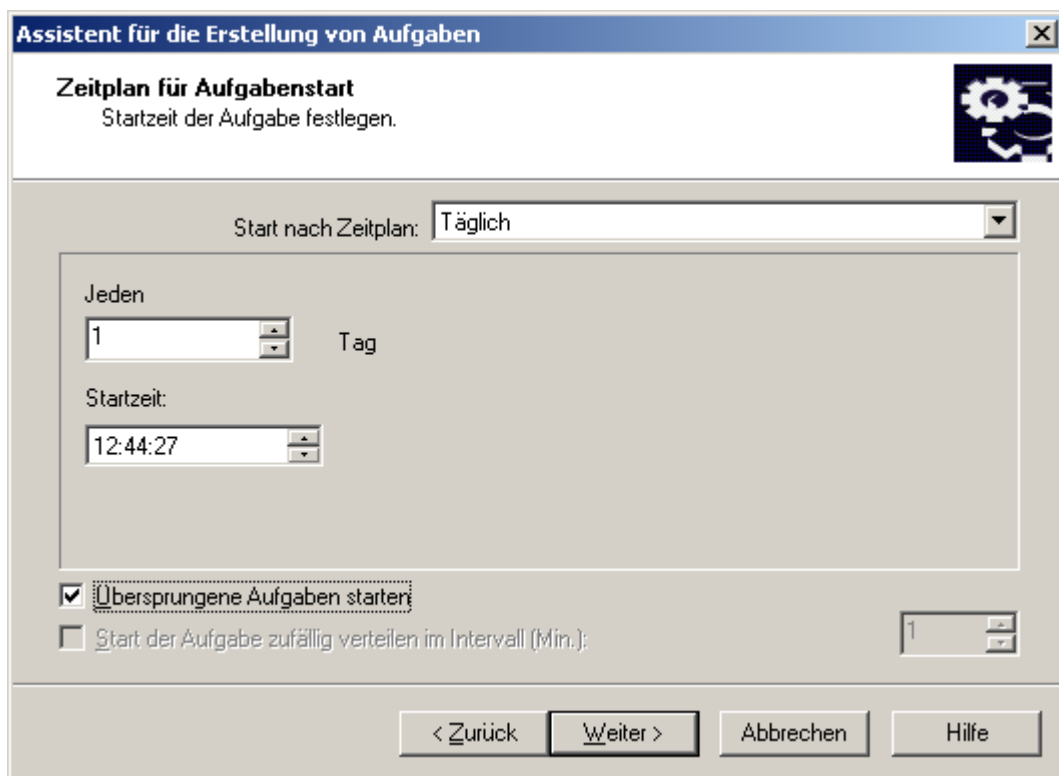 Assistent für die Erstellung von Aufgaben
Zeitplan für Aufgabenstart
Startzeit der Aufgabe festlegen.
Start nach Zeitplan: Täglich
Jeden
1 Tag
Startzeit:
12:44:27
Übersprungene Aufgaben starten
Start der Aufgabe zufällig verteilen im Intervall (Min.): 1
< Zurück Weiter > Abbrechen Hilfe